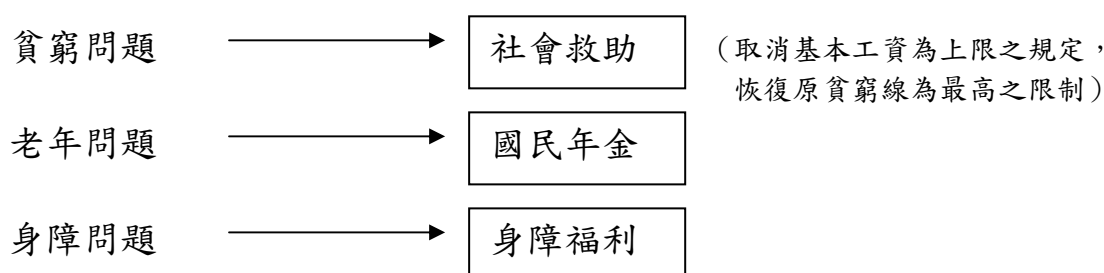 貧窮問題 社會救助 （取消基本工資為上限之規定，
恢復原貧窮線為最高之限制）
老年問題 國民年金
身障問題 身障福利